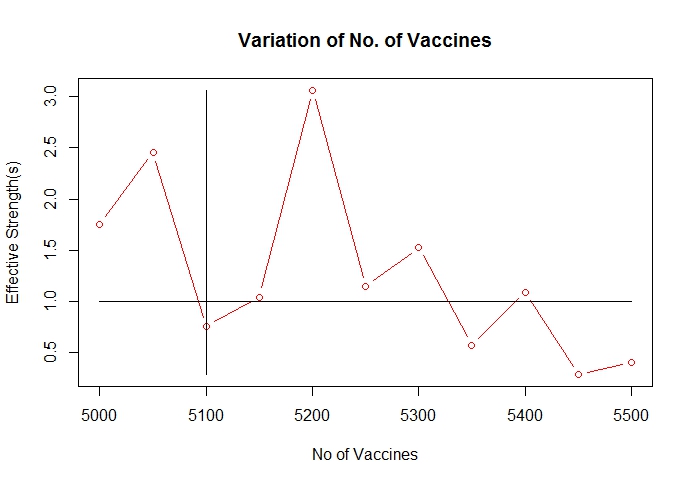 Variation of No. of Vaccines
Effective Strength(s)
3.0
2.5
2.0
1.5
1.0
0.5
5000 5100 5200 5300 5400 5500
No of Vaccines